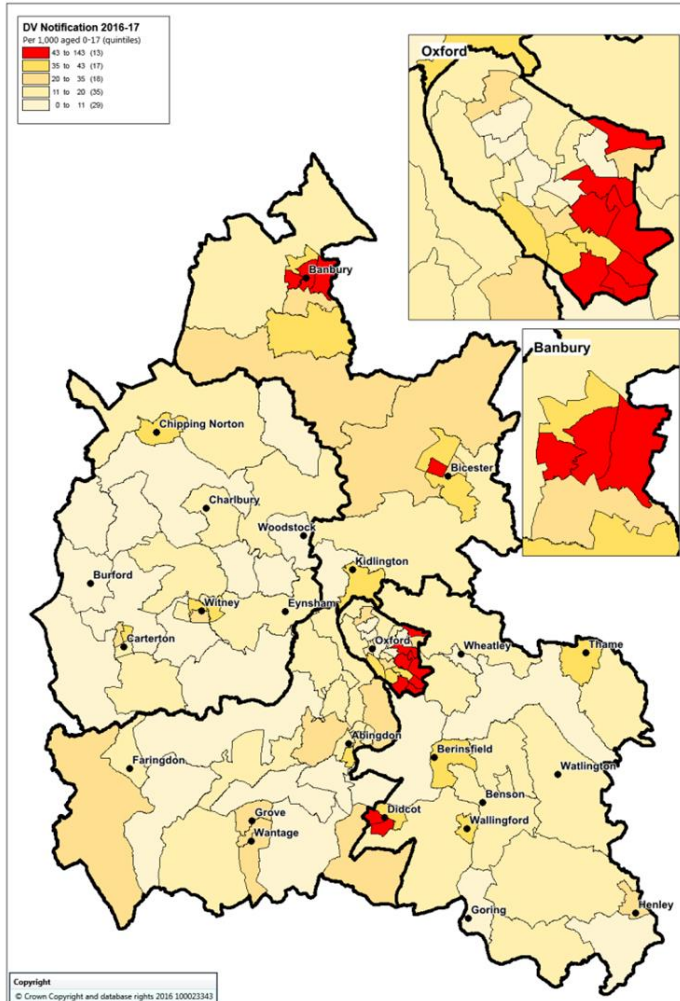 DV Notification 2016-17
Per 1,000 aged 0-17 (quintiles)
43 to 143 (13)
35 to 43 (17)
20 to 35 (18)
11 to 20 (35)
0 to 11 (29)
Oxford
Banbury
Banbury
Chipping Norton
Bicester
Charlbury
Woodstock
Kidlington
Burford
Witney
Eynsham
Carterton
Oxford
Wheatley
Thame
Abingdon
Berinsfield
Faringdon
Watlington
Benson
Didcot
Grove
Wallingford
Wantage
Henley
Goring
Copyright
© Crown Copyright and database rights 2016 100023343